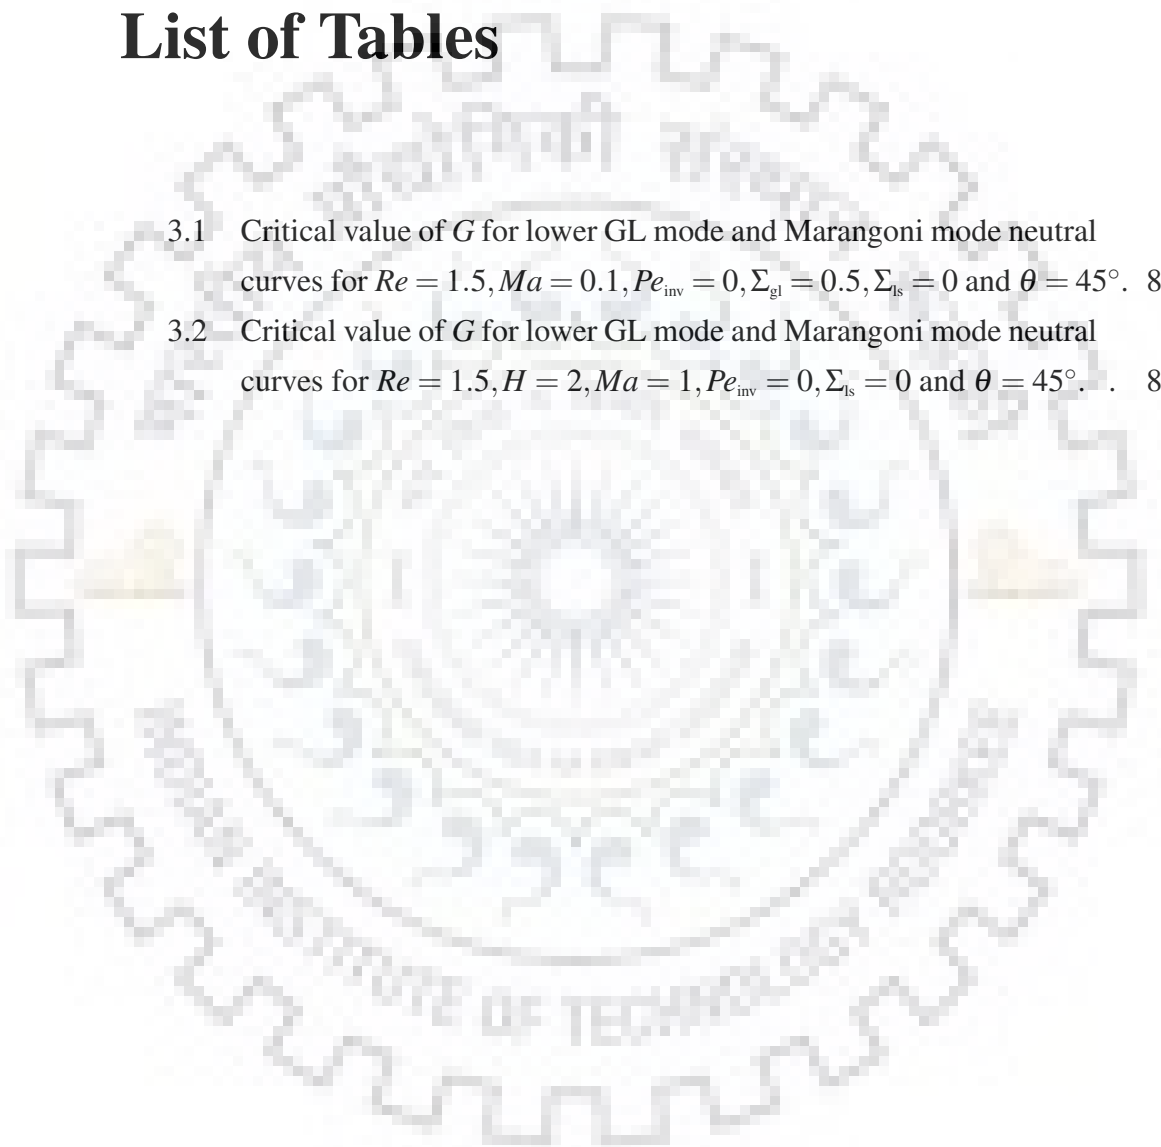 List of Tables
3.1 Critical value of G for lower GL mode and Marangoni mode neutral
curves for Re = 1.5, Ma = 0.1, Pe_inv = 0, Σ_gl = 0.5, Σ_ls = 0 and θ = 45°. 8
3.2 Critical value of G for lower GL mode and Marangoni mode neutral
curves for Re = 1.5, H = 2, Ma = 1, Pe_inv = 0, Σ_ls = 0 and θ = 45°. . 8
INSTITUTE OF TECHNOLOGY